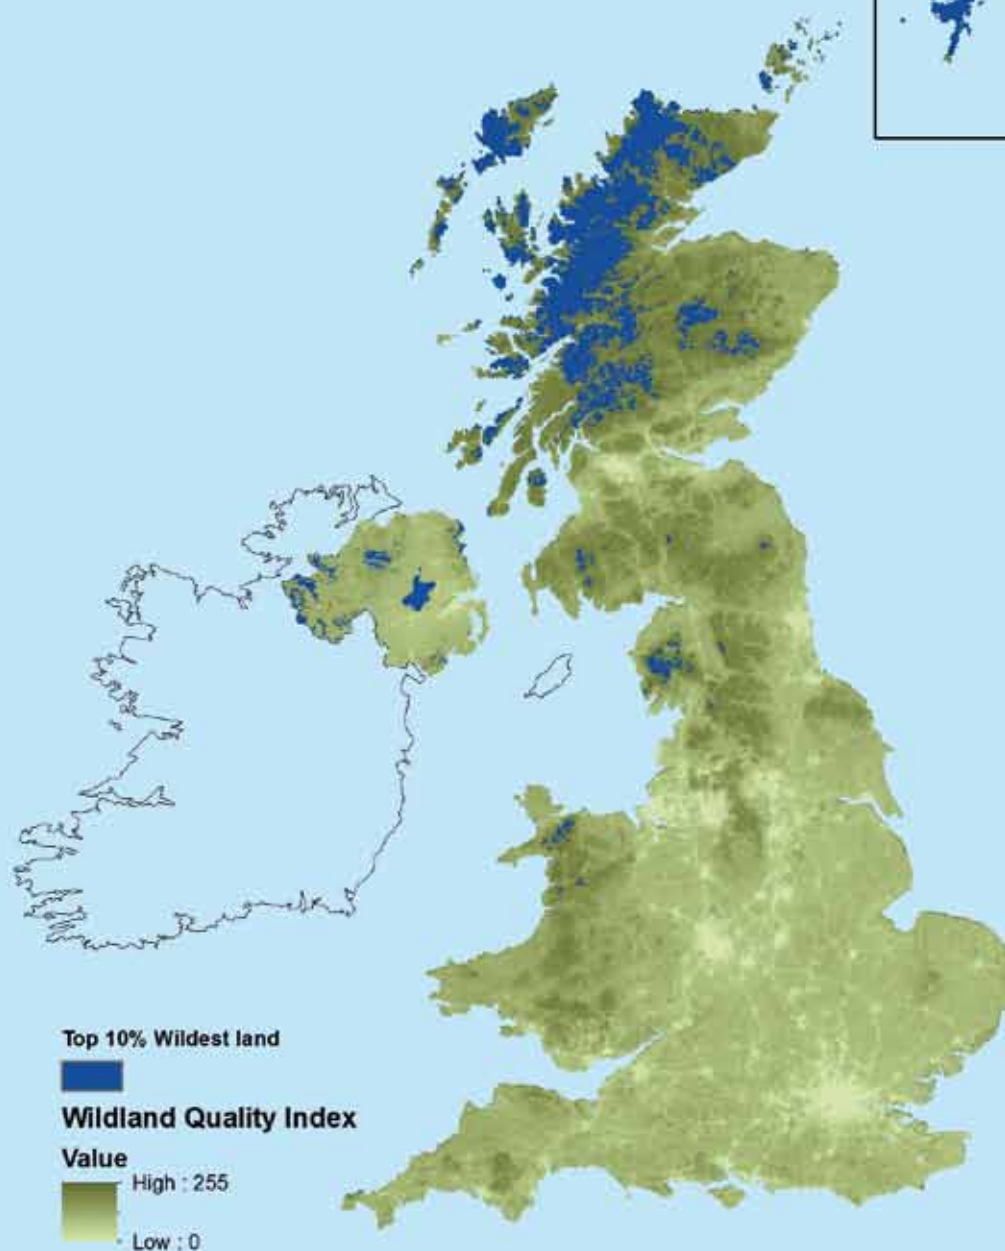 Top 10% Wildest land
Wildland Quality Index
Value
High : 255
Low : 0